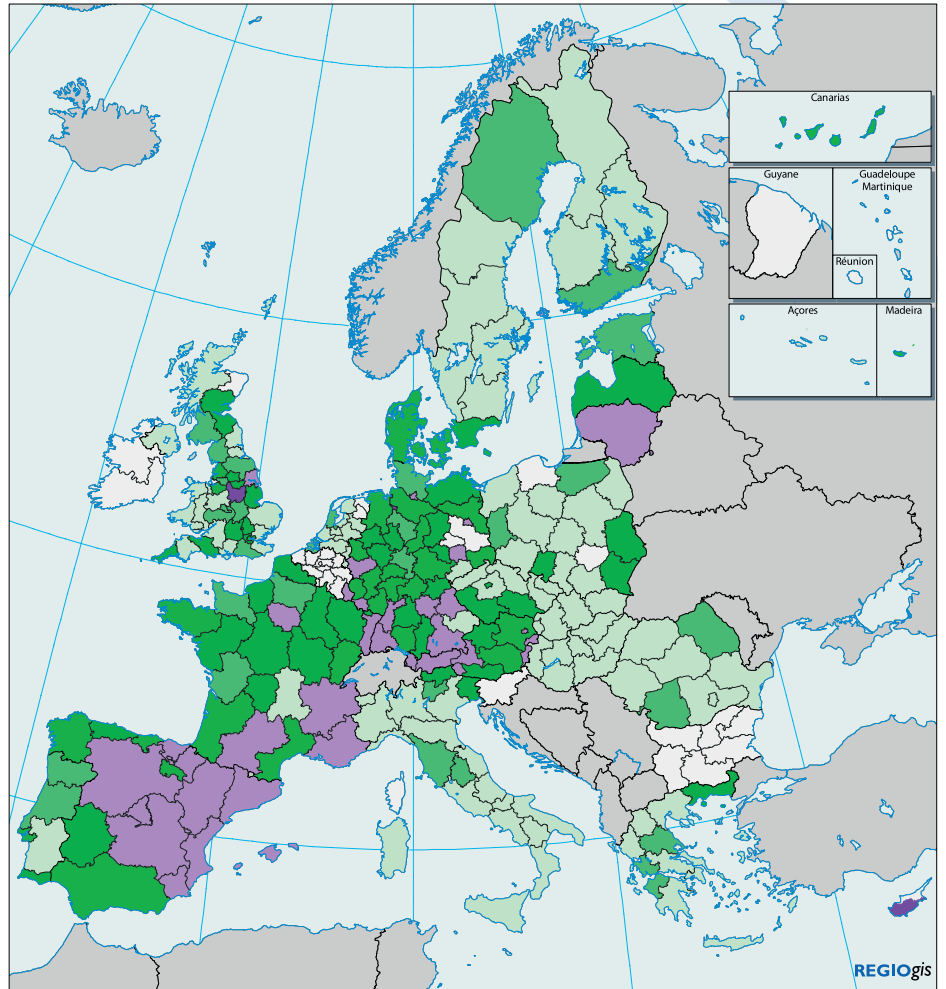 Canarias
Guyane
Guadeloupe
Martinique
Réunion
Açores
Madeira
REGIOgis